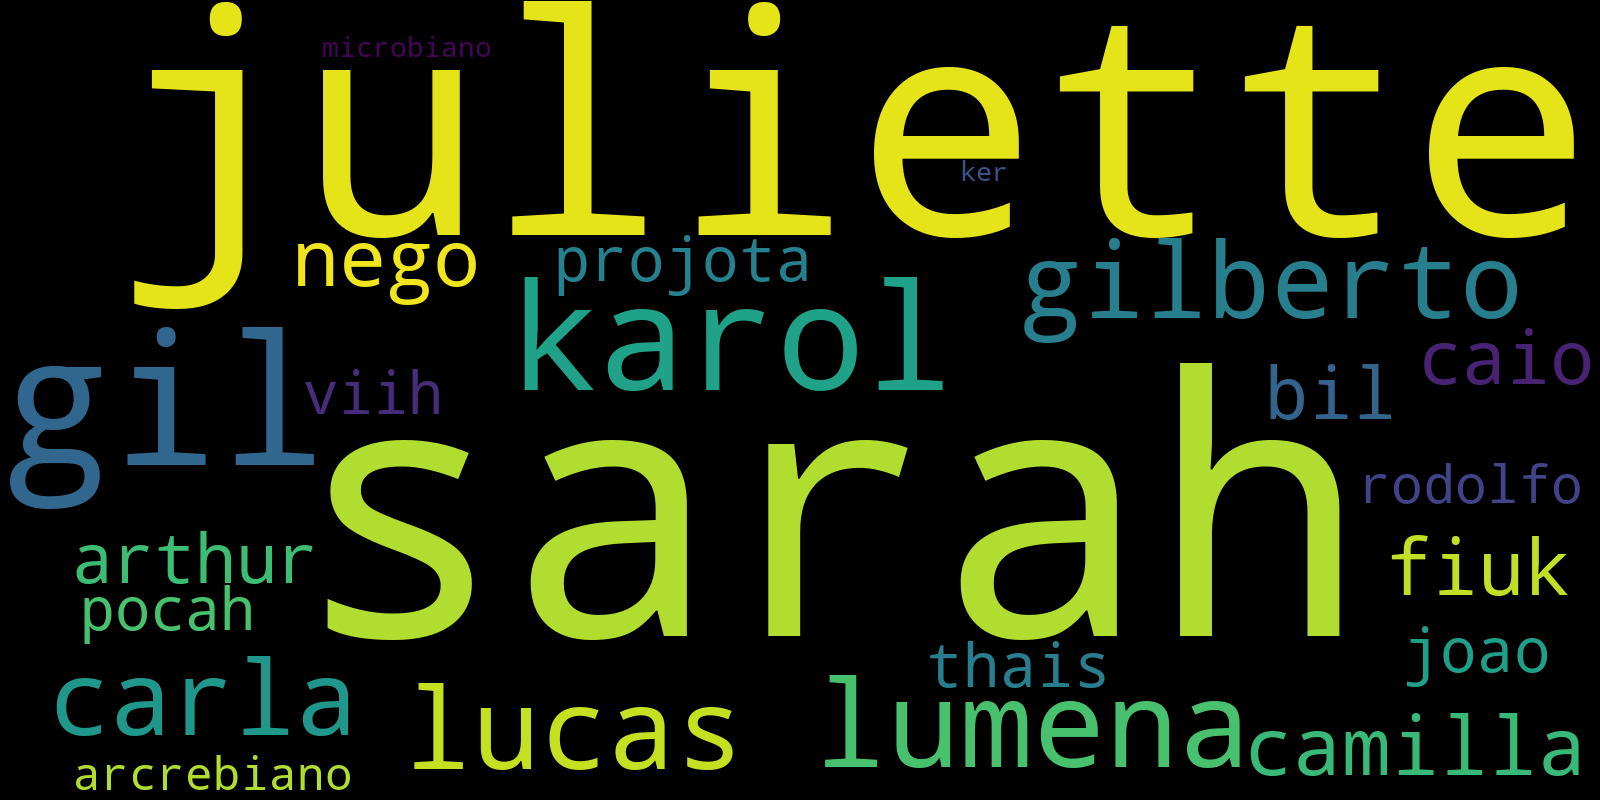 juliette
microbiano
ker
nego
projota
gilberto
karol
caio
gil
viih
bil
sarah
rodolfo
arthur
fiuk
pocah
joao
thais
carla
lucas
lumena
camilla
arcrebiano